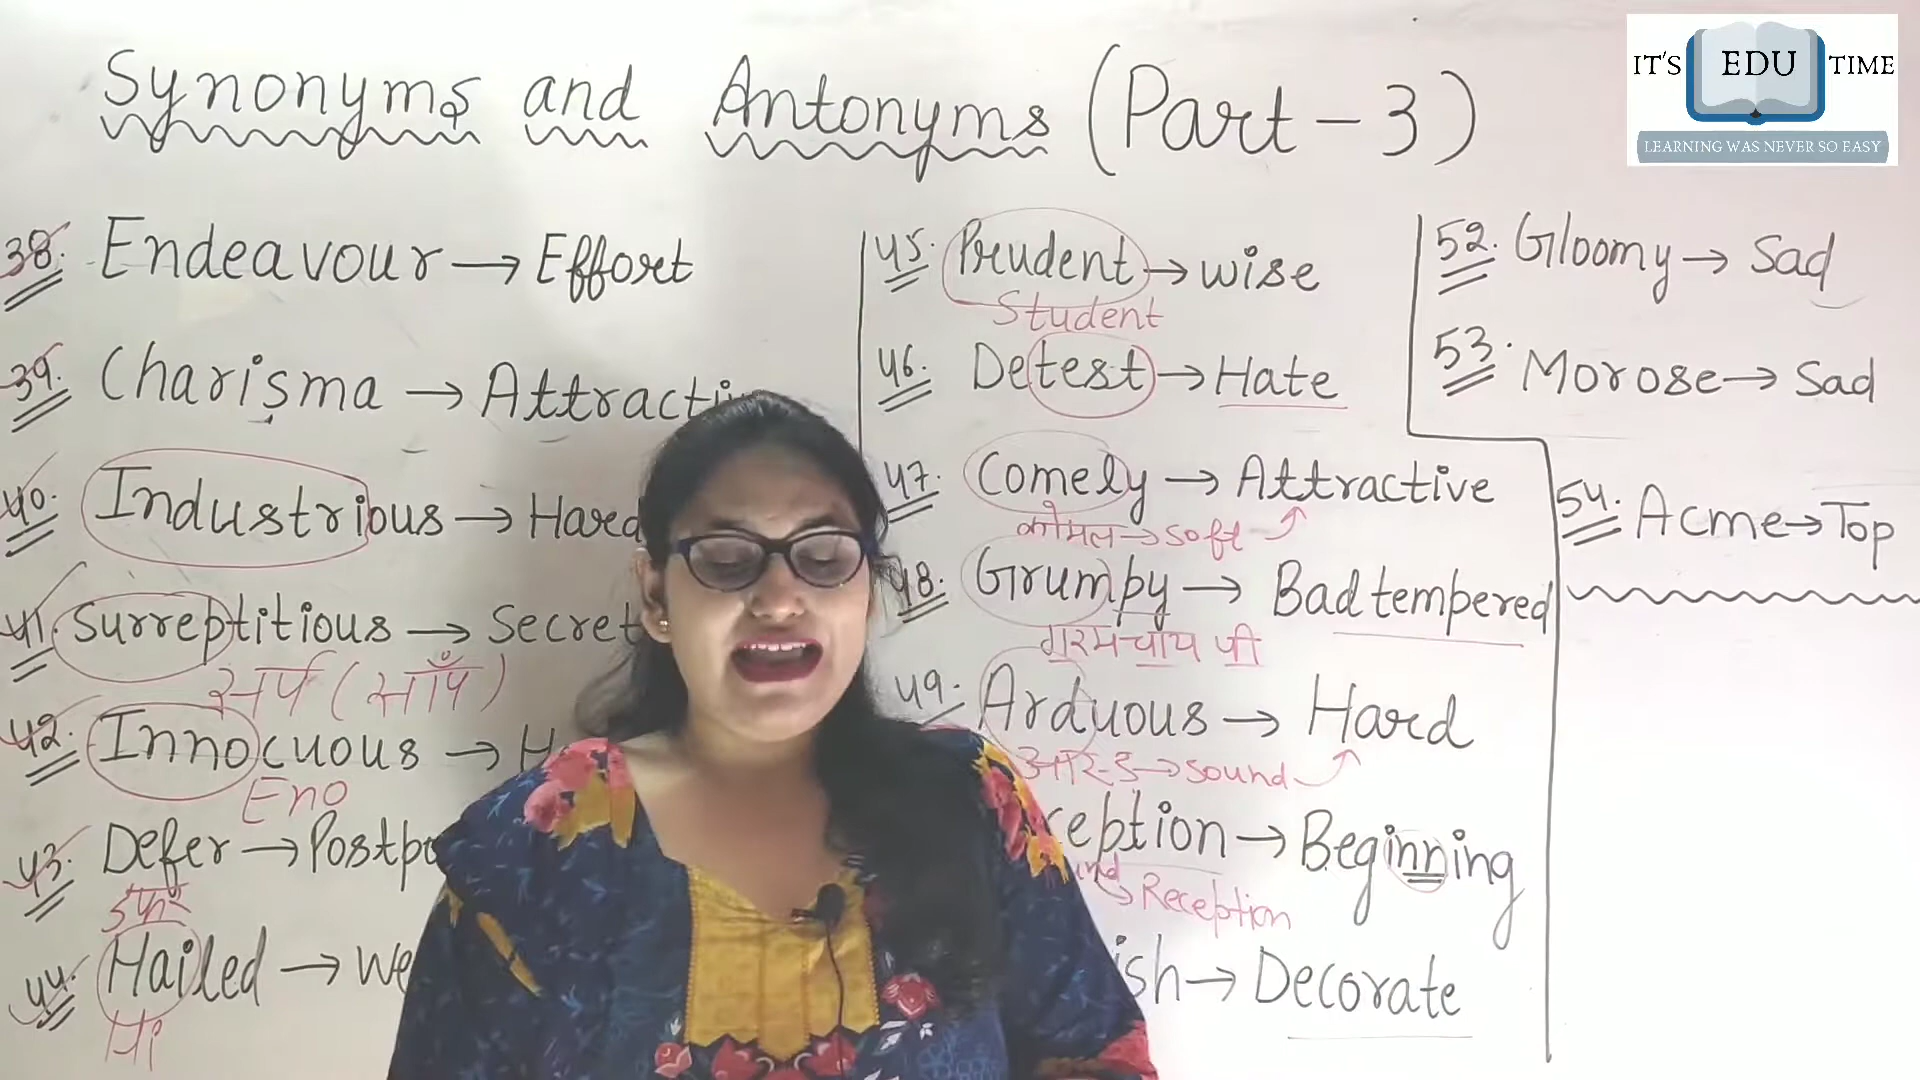 Synonyms and Antonyms (Part-3)
IT'S EDU TIME
LEARNING WAS NEVER SO EASY
38. Endeavour → Effort
39. Charisma → Attracti
40. Industrious → Hard
41. Surreptitious → Secret
सर्प (साँप)
42. Innocuous → H
Eno
43. Defer → Postpo
44. Hailed → We
Hi
45. Prudent → wise
Student
46. Detest → Hate
47. Comely → Attractive
कोमल → soft
48. Grumpy → Bad tempered
गरम चाय पी
49. Arduous → Hard
→ sound
ception → Beginning
→ Reception
ish → Decorate
52. Gloomy → Sad
53. Morose → Sad
54. Acme → Top